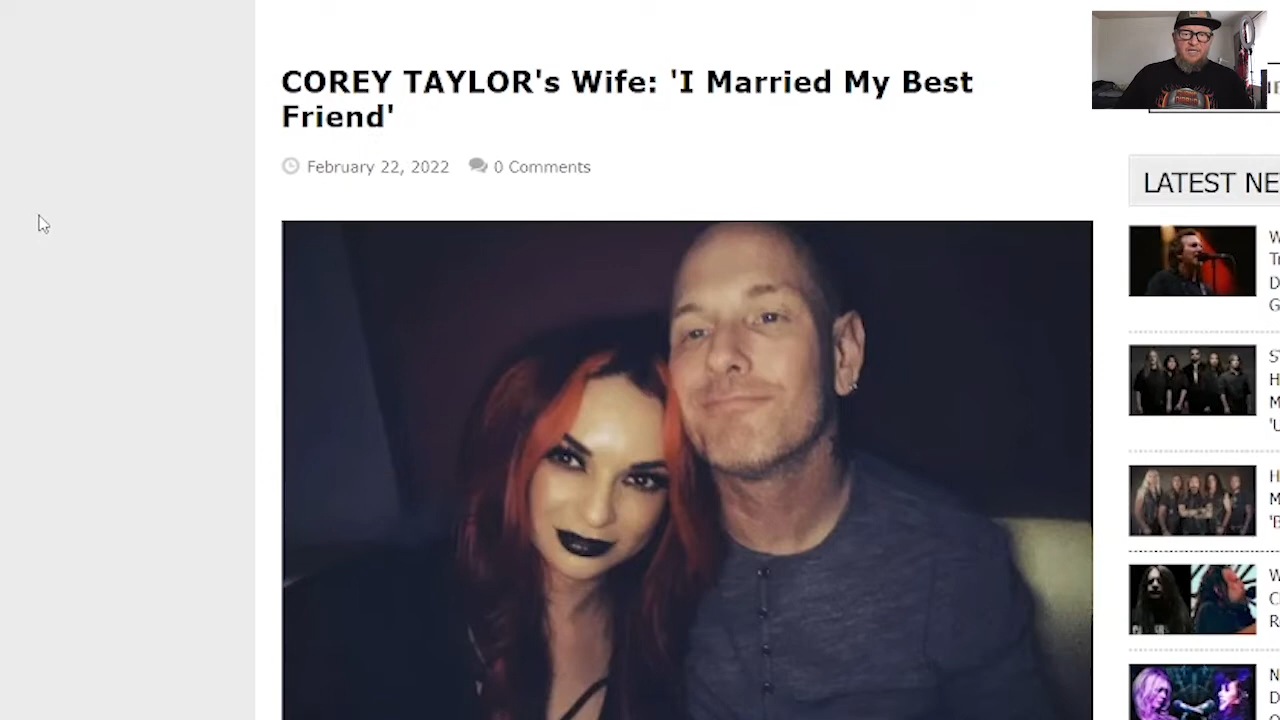 COREY TAYLOR's Wife: 'I Married My Best
Friend'
February 22, 2022
0 Comments
LATEST NE